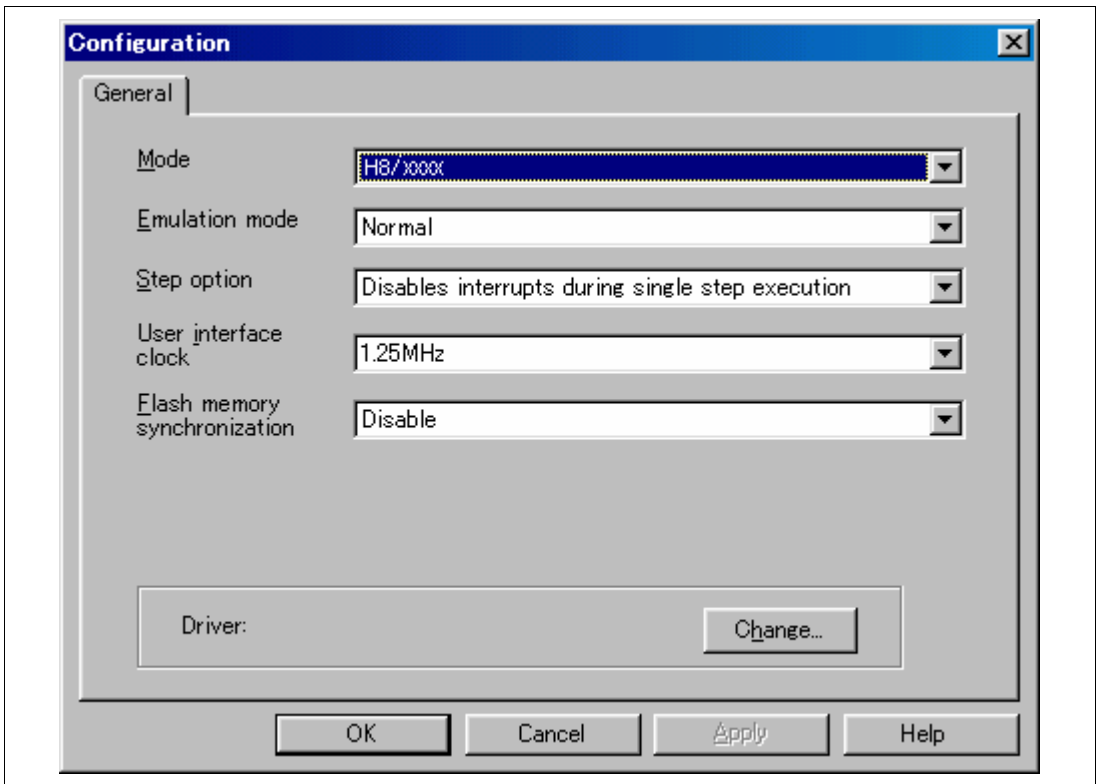 Configuration
General
Mode
H8/xxxx
Emulation mode
Normal
Step option
Disables interrupts during single step execution
User interface
clock
1.25MHz
Flash memory
synchronization
Disable
Driver:
Change...
OK
Cancel
Apply
Help